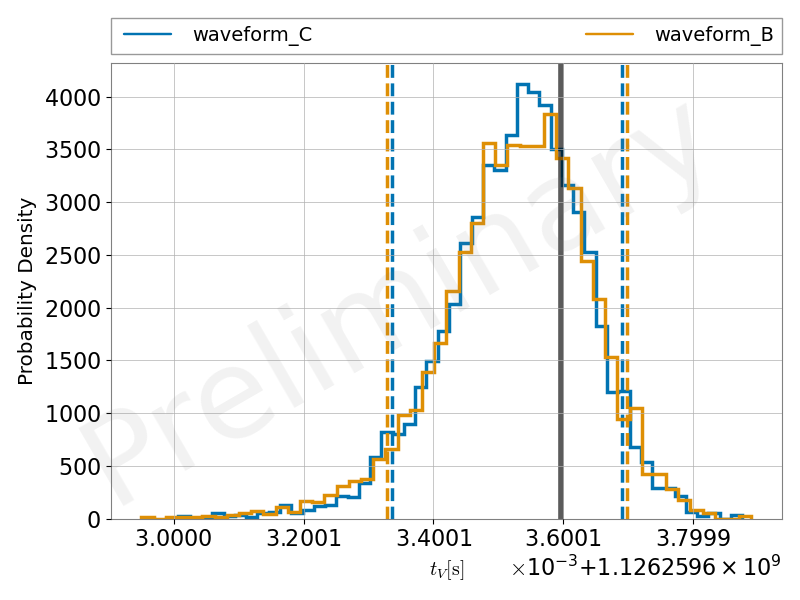 waveform_C waveform_B
4000
3500
3000
2500
2000
1500
1000
500
0
Probability Density
Preliminary
3.0000 3.2001 3.4001 3.6001 3.7999
t_V[s] ×10⁻³+1.1262596 × 10⁹